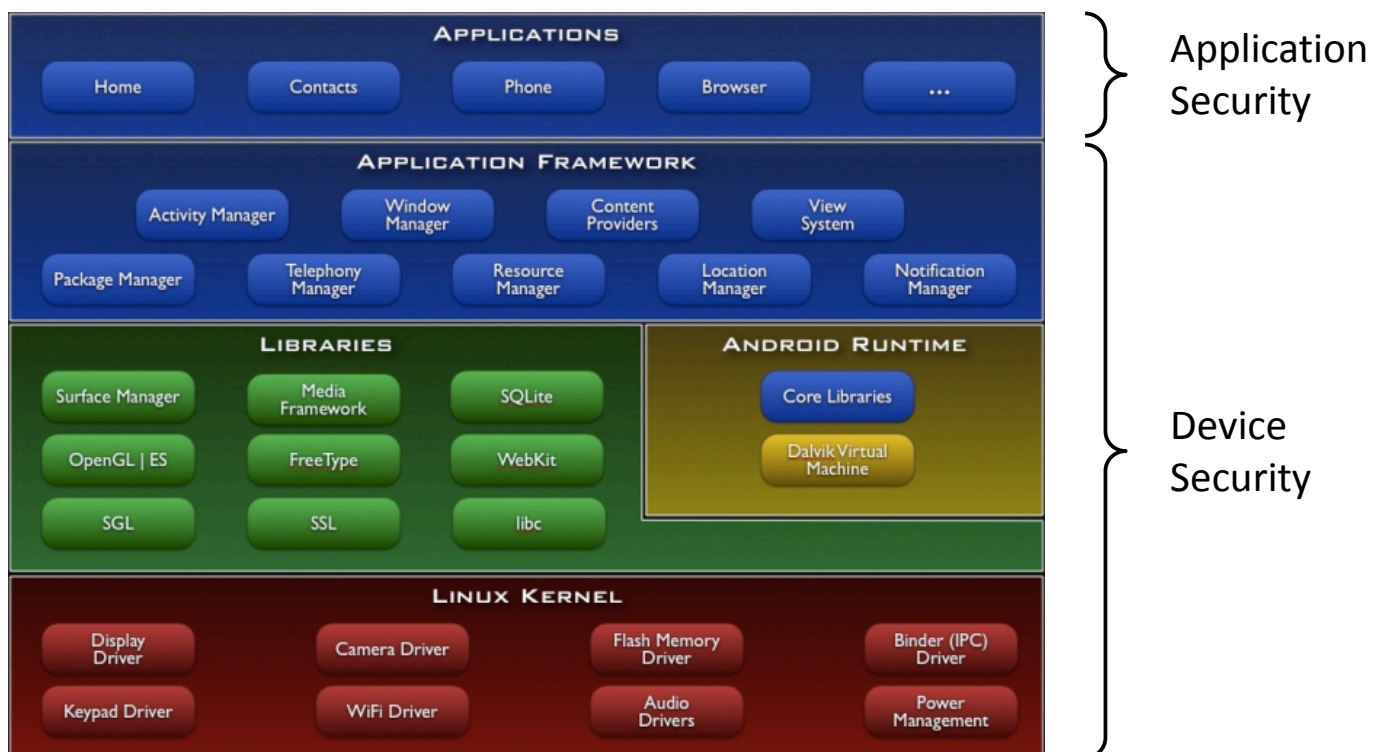 APPLICATIONS
Home
Contacts
Phone
Browser
...
Application
Security
APPLICATION FRAMEWORK
Activity Manager
Window
Manager
Content
Providers
View
System
Package Manager
Telephony
Manager
Resource
Manager
Location
Manager
Notification
Manager
LIBRARIES
Surface Manager
Media
Framework
SQLite
OpenGL | ES
FreeType
WebKit
SGL
SSL
libc
ANDROID RUNTIME
Core Libraries
Dalvik Virtual
Machine
Device
Security
LINUX KERNEL
Display
Driver
Camera Driver
Flash Memory
Driver
Binder (IPC)
Driver
Keypad Driver
WiFi Driver
Audio
Drivers
Power
Management